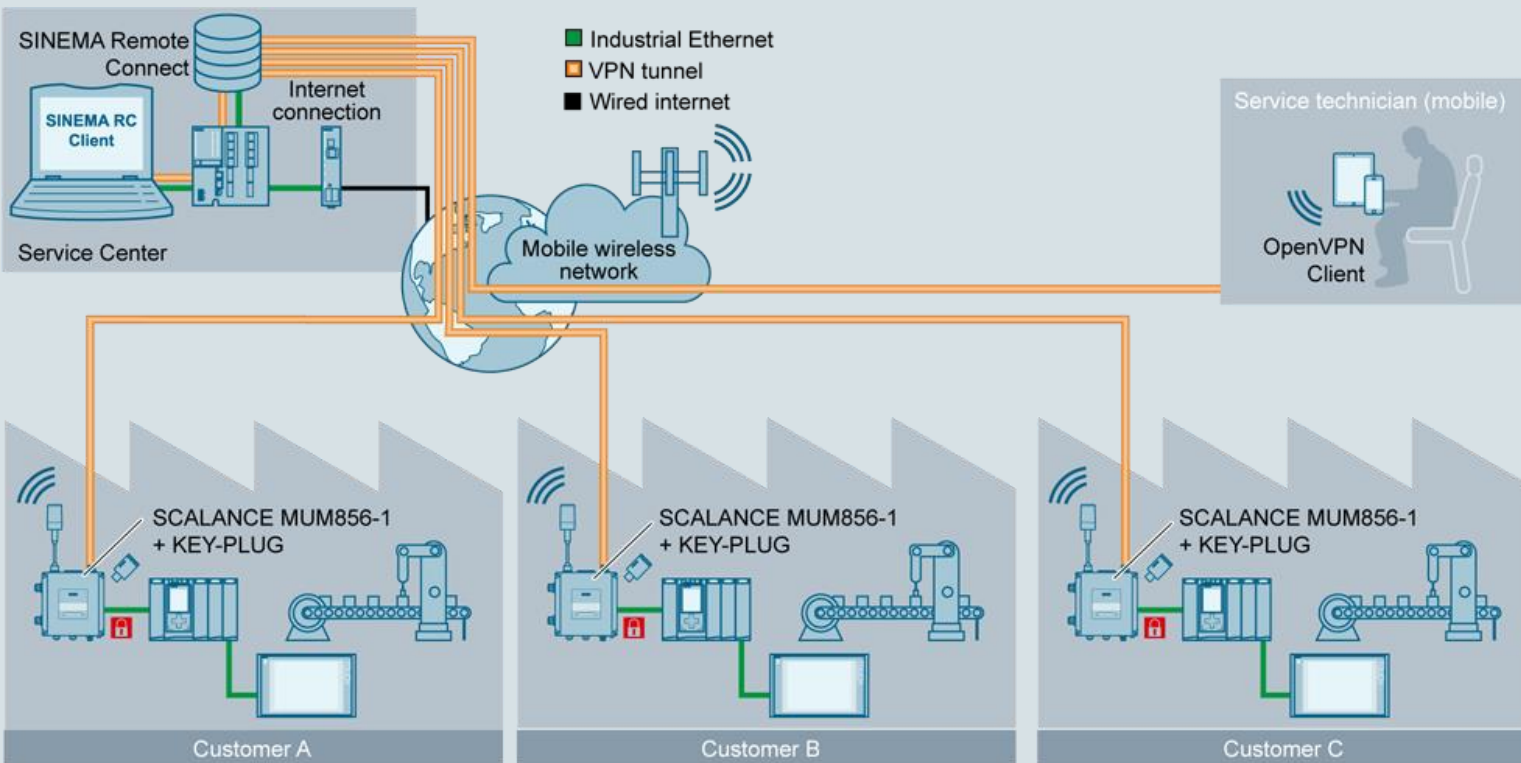 SINEMA Remote
Connect
SINEMA RC
Client
Internet
connection
Service Center
Industrial Ethernet
VPN tunnel
Wired internet
Mobile wireless
network
Service technician (mobile)
OpenVPN
Client
SCALANCE MUM856-1
+ KEY-PLUG
Customer A
SCALANCE MUM856-1
+ KEY-PLUG
Customer B
SCALANCE MUM856-1
+ KEY-PLUG
Customer C